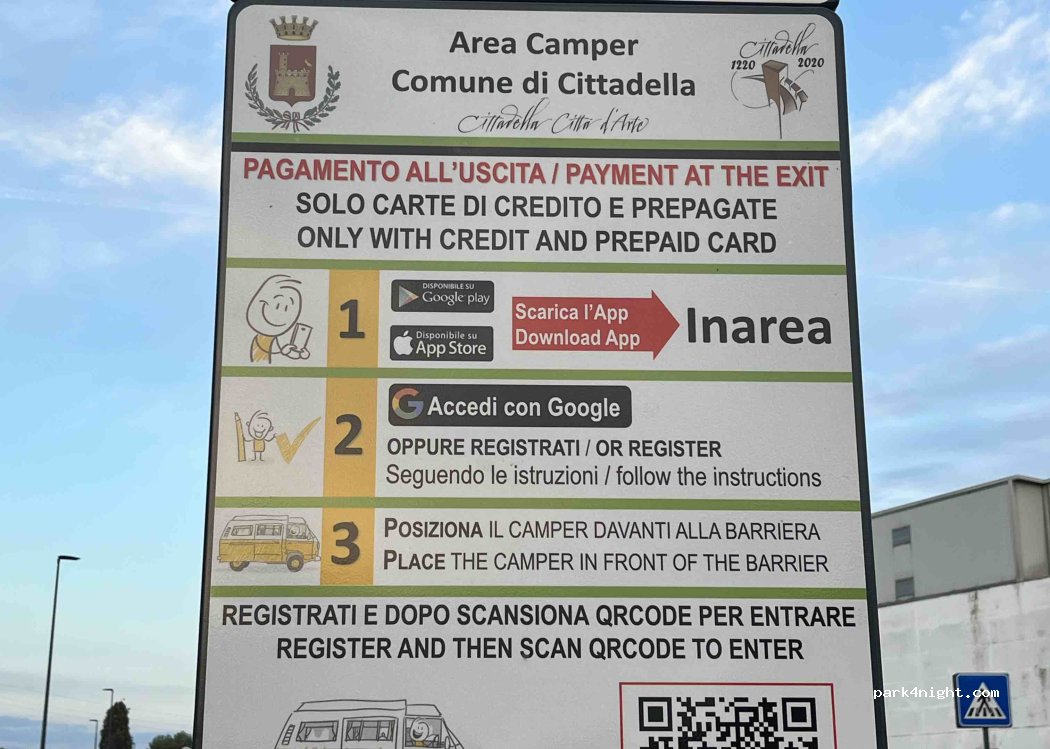 Area Camper
Comune di Cittadella
Cittadella Città d'Arte
Cittadella
1220 2020
PAGAMENTO ALL'USCITA / PAYMENT AT THE EXIT
SOLO CARTE DI CREDITO E PREPAGATE
ONLY WITH CREDIT AND PREPAID CARD
1
DISPONIBILE SU
Google play
Disponibile su
App Store
Scarica l'App
Download App
Inarea
2
Accedi con Google
OPPURE REGISTRATI / OR REGISTER
Seguendo le istruzioni / follow the instructions
3
POSIZIONA IL CAMPER DAVANTI ALLA BARRIERA
PLACE THE CAMPER IN FRONT OF THE BARRIER
REGISTRATI E DOPO SCANSIONA QRCODE PER ENTRARE
REGISTER AND THEN SCAN QRCODE TO ENTER
park4night.com